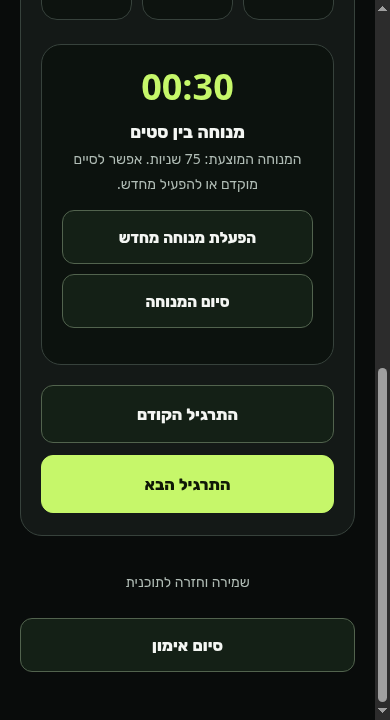 00:30
מנוחה בין סטים
המנוחה המוצעת: 75 שניות. אפשר לסיים
מוקדם או להפעיל מחדש.
הפעלת מנוחה מחדש
סיום המנוחה
התרגיל הקודם
התרגיל הבא
שמירה וחזרה לתוכנית
סיום אימון